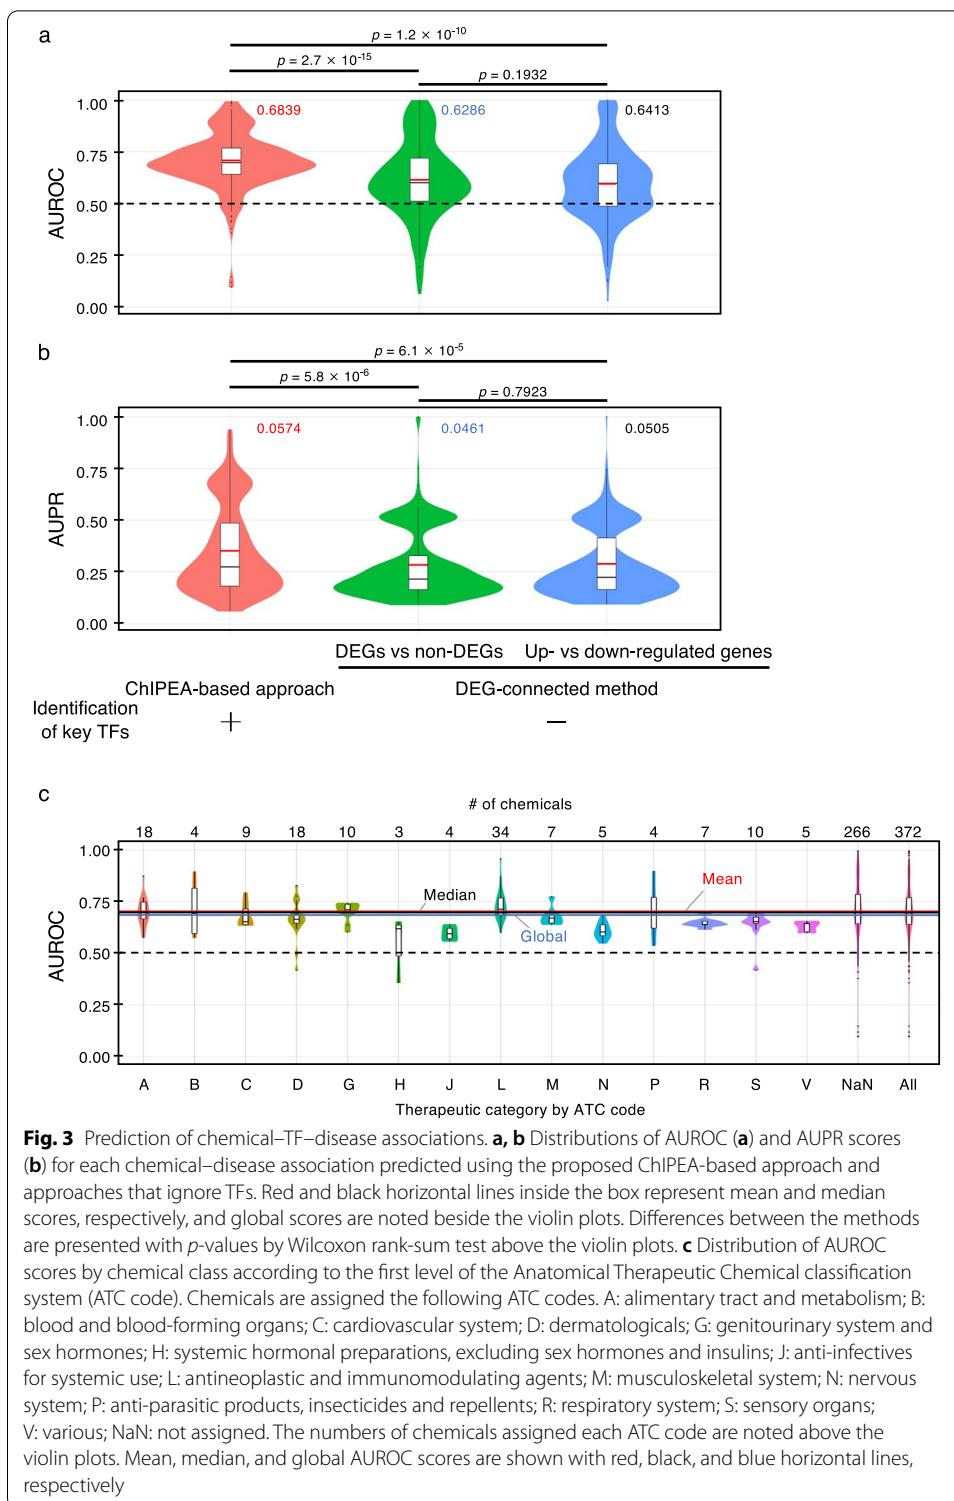 a
p = 1.2 × 10-10
p = 2.7 × 10-15
p = 0.1932
0.6839
0.6286
0.6413
1.00
0.75
0.50
0.25
0.00
AUROC
b
p = 6.1 × 10-5
p = 5.8 × 10-6
p = 0.7923
0.0574
0.0461
0.0505
1.00
0.75
0.50
0.25
0.00
AUPR
DEGs vs non-DEGs
Up- vs down-regulated genes
ChIPEA-based approach
DEG-connected method
Identification
of key TFs
+
−
c
# of chemicals
18 4 9 18 10 3 4 34 7 5 4 7 10 5 266 372
1.00
0.75
0.50
0.25
0.00
AUROC
Median
Mean
Global
A B C D G H J L M N P R S V NaN All
Therapeutic category by ATC code
Fig. 3 Prediction of chemical–TF–disease associations. a, b Distributions of AUROC (a) and AUPR scores
(b) for each chemical–disease association predicted using the proposed ChIPEA-based approach and
approaches that ignore TFs. Red and black horizontal lines inside the box represent mean and median
scores, respectively, and global scores are noted beside the violin plots. Differences between the methods
are presented with p-values by Wilcoxon rank-sum test above the violin plots. c Distribution of AUROC
scores by chemical class according to the first level of the Anatomical Therapeutic Chemical classification
system (ATC code). Chemicals are assigned the following ATC codes. A: alimentary tract and metabolism; B:
blood and blood-forming organs; C: cardiovascular system; D: dermatologicals; G: genitourinary system and
sex hormones; H: systemic hormonal preparations, excluding sex hormones and insulins; J: anti-infectives
for systemic use; L: antineoplastic and immunomodulating agents; M: musculoskeletal system; N: nervous
system; P: anti-parasitic products, insecticides and repellents; R: respiratory system; S: sensory organs;
V: various; NaN: not assigned. The numbers of chemicals assigned each ATC code are noted above the
violin plots. Mean, median, and global AUROC scores are shown with red, black, and blue horizontal lines,
respectively